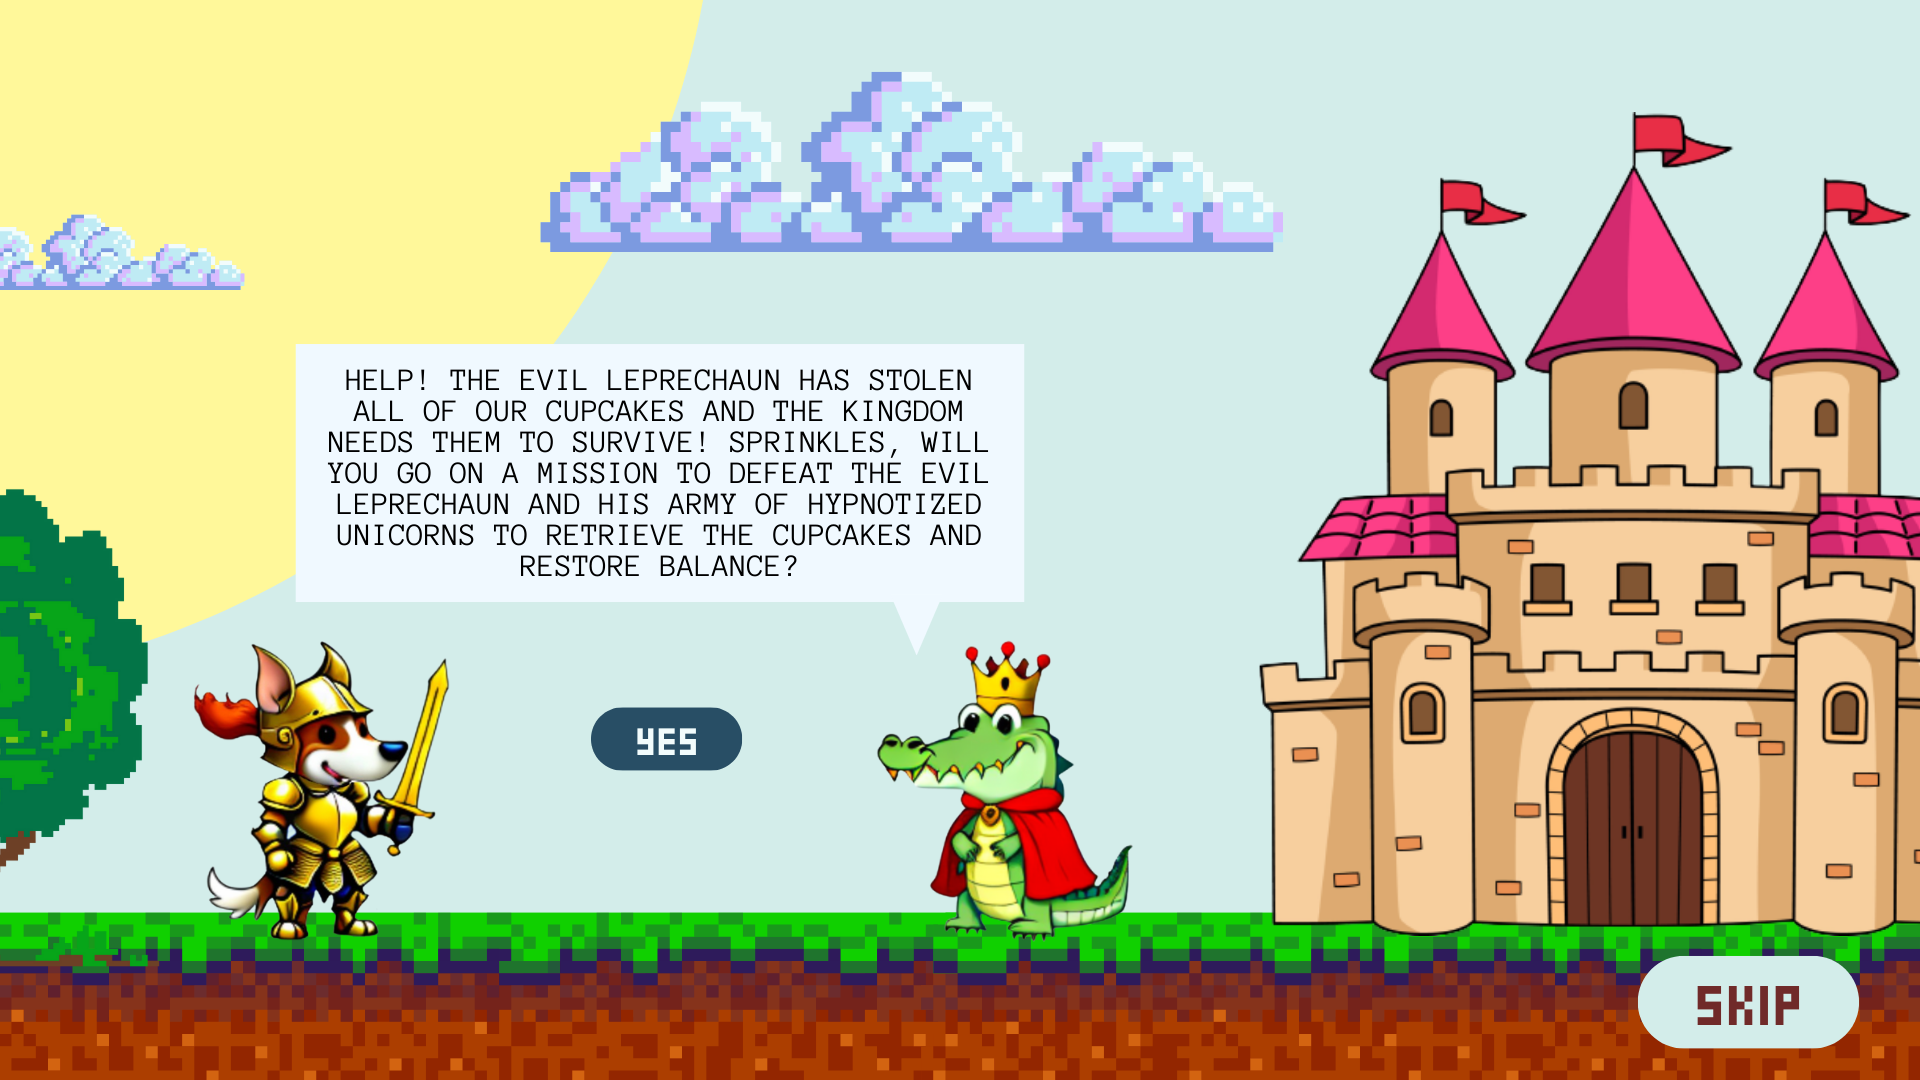 HELP! THE EVIL LEPRECHAUN HAS STOLEN
ALL OF OUR CUPCAKES AND THE KINGDOM
NEEDS THEM TO SURVIVE! SPRINKLES, WILL
YOU GO ON A MISSION TO DEFEAT THE EVIL
LEPRECHAUN AND HIS ARMY OF HYPNOTIZED
UNICORNS TO RETRIEVE THE CUPCAKES AND
RESTORE BALANCE?
YES
SKIP